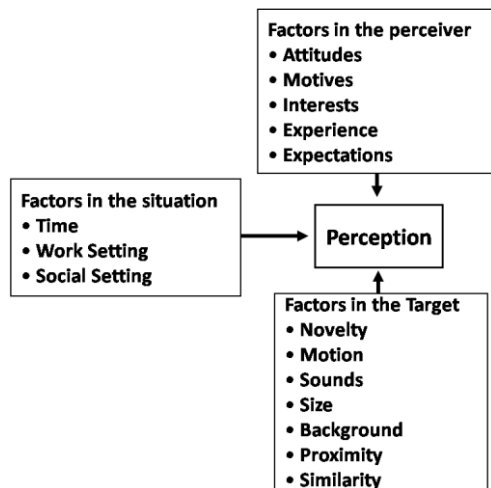 Factors in the perceiver
• Attitudes
• Motives
• Interests
• Experience
• Expectations
Factors in the situation
• Time
• Work Setting
• Social Setting
Perception
Factors in the Target
• Novelty
• Motion
• Sounds
• Size
• Background
• Proximity
• Similarity